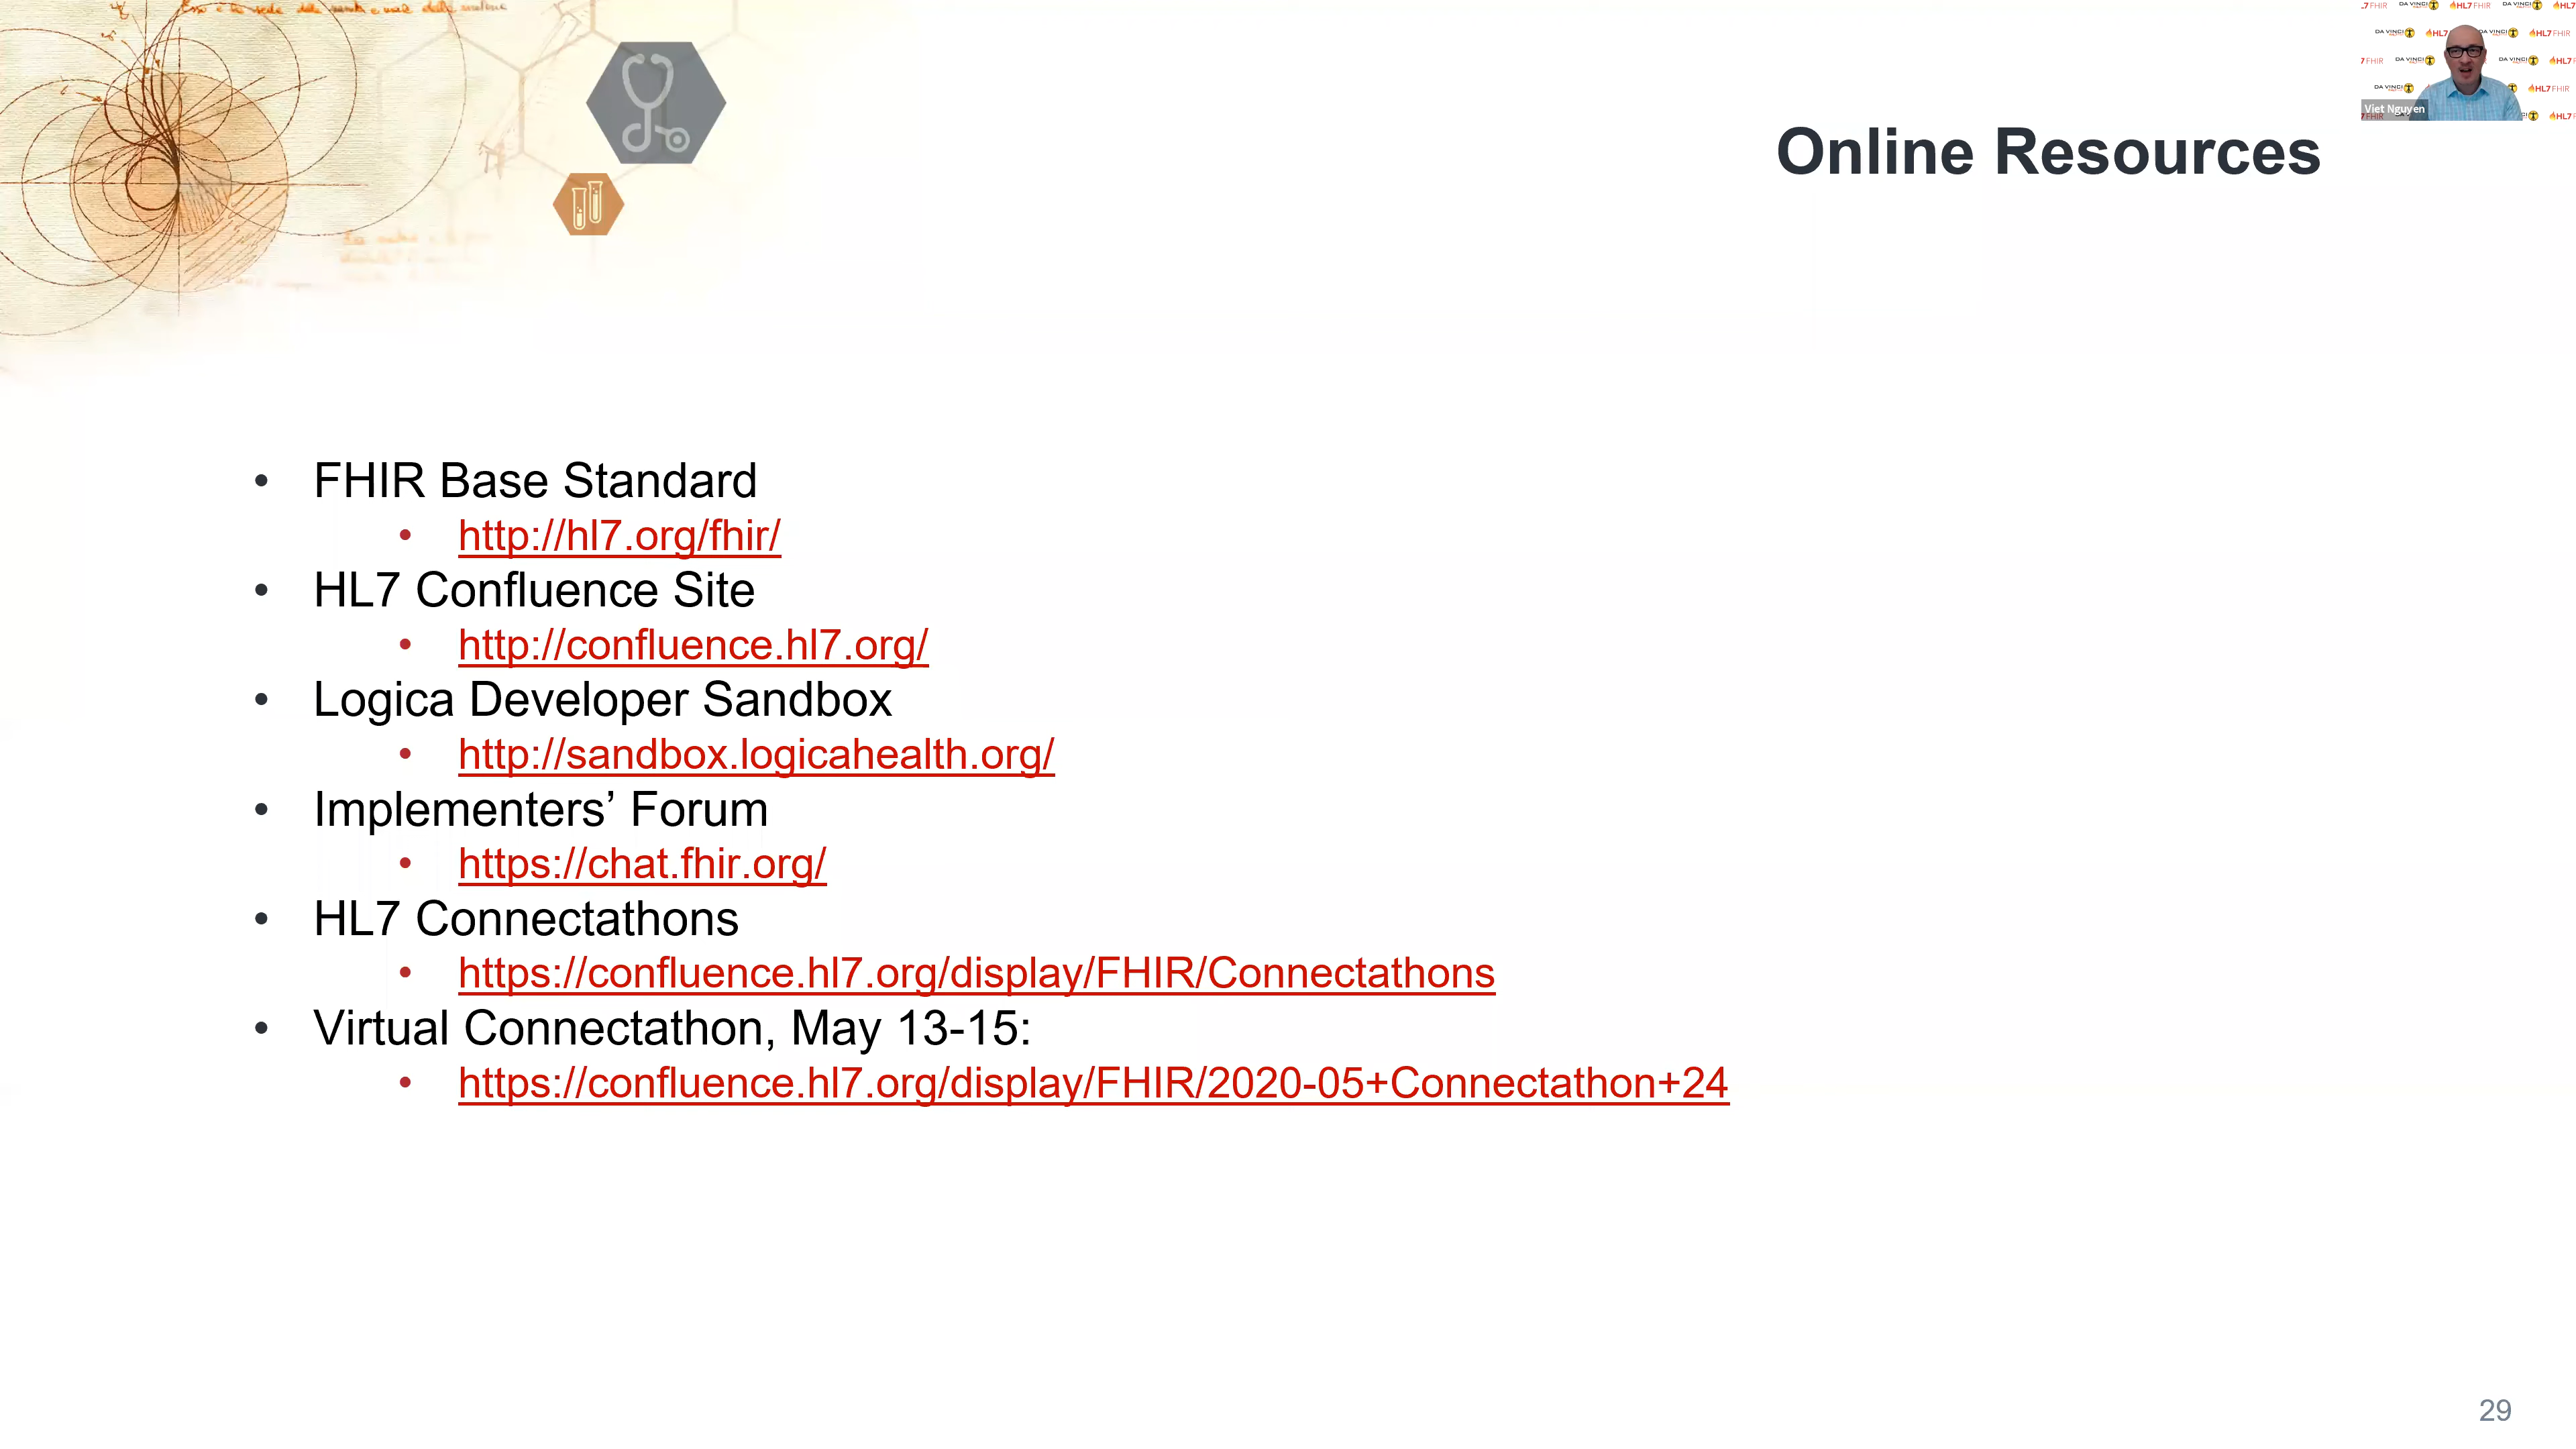 Online Resources
Viet Nguyen
• FHIR Base Standard
• http://hl7.org/fhir/
• HL7 Confluence Site
• http://confluence.hl7.org/
• Logica Developer Sandbox
• http://sandbox.logicahealth.org/
• Implementers’ Forum
• https://chat.fhir.org/
• HL7 Connectathons
• https://confluence.hl7.org/display/FHIR/Connectathons
• Virtual Connectathon, May 13-15:
• https://confluence.hl7.org/display/FHIR/2020-05+Connectathon+24
29